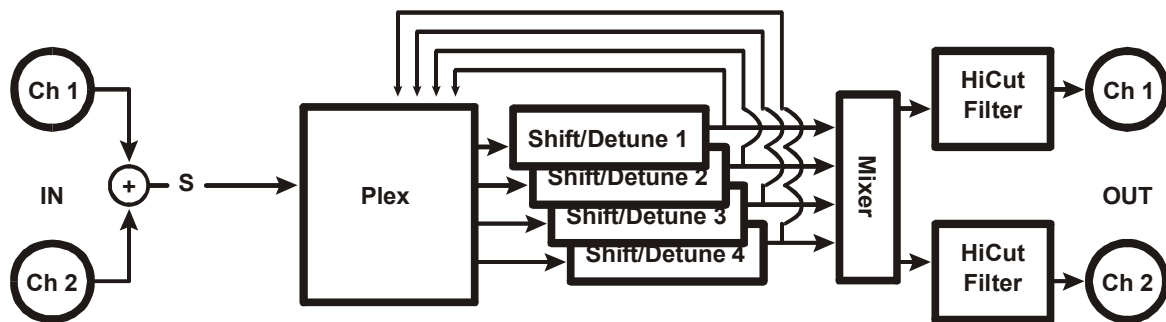 Ch 1
IN
Ch 2
+
S
Plex
Shift/Detune 1
Shift/Detune 2
Shift/Detune 3
Shift/Detune 4
Mixer
HiCut
Filter
HiCut
Filter
Ch 1
OUT
Ch 2